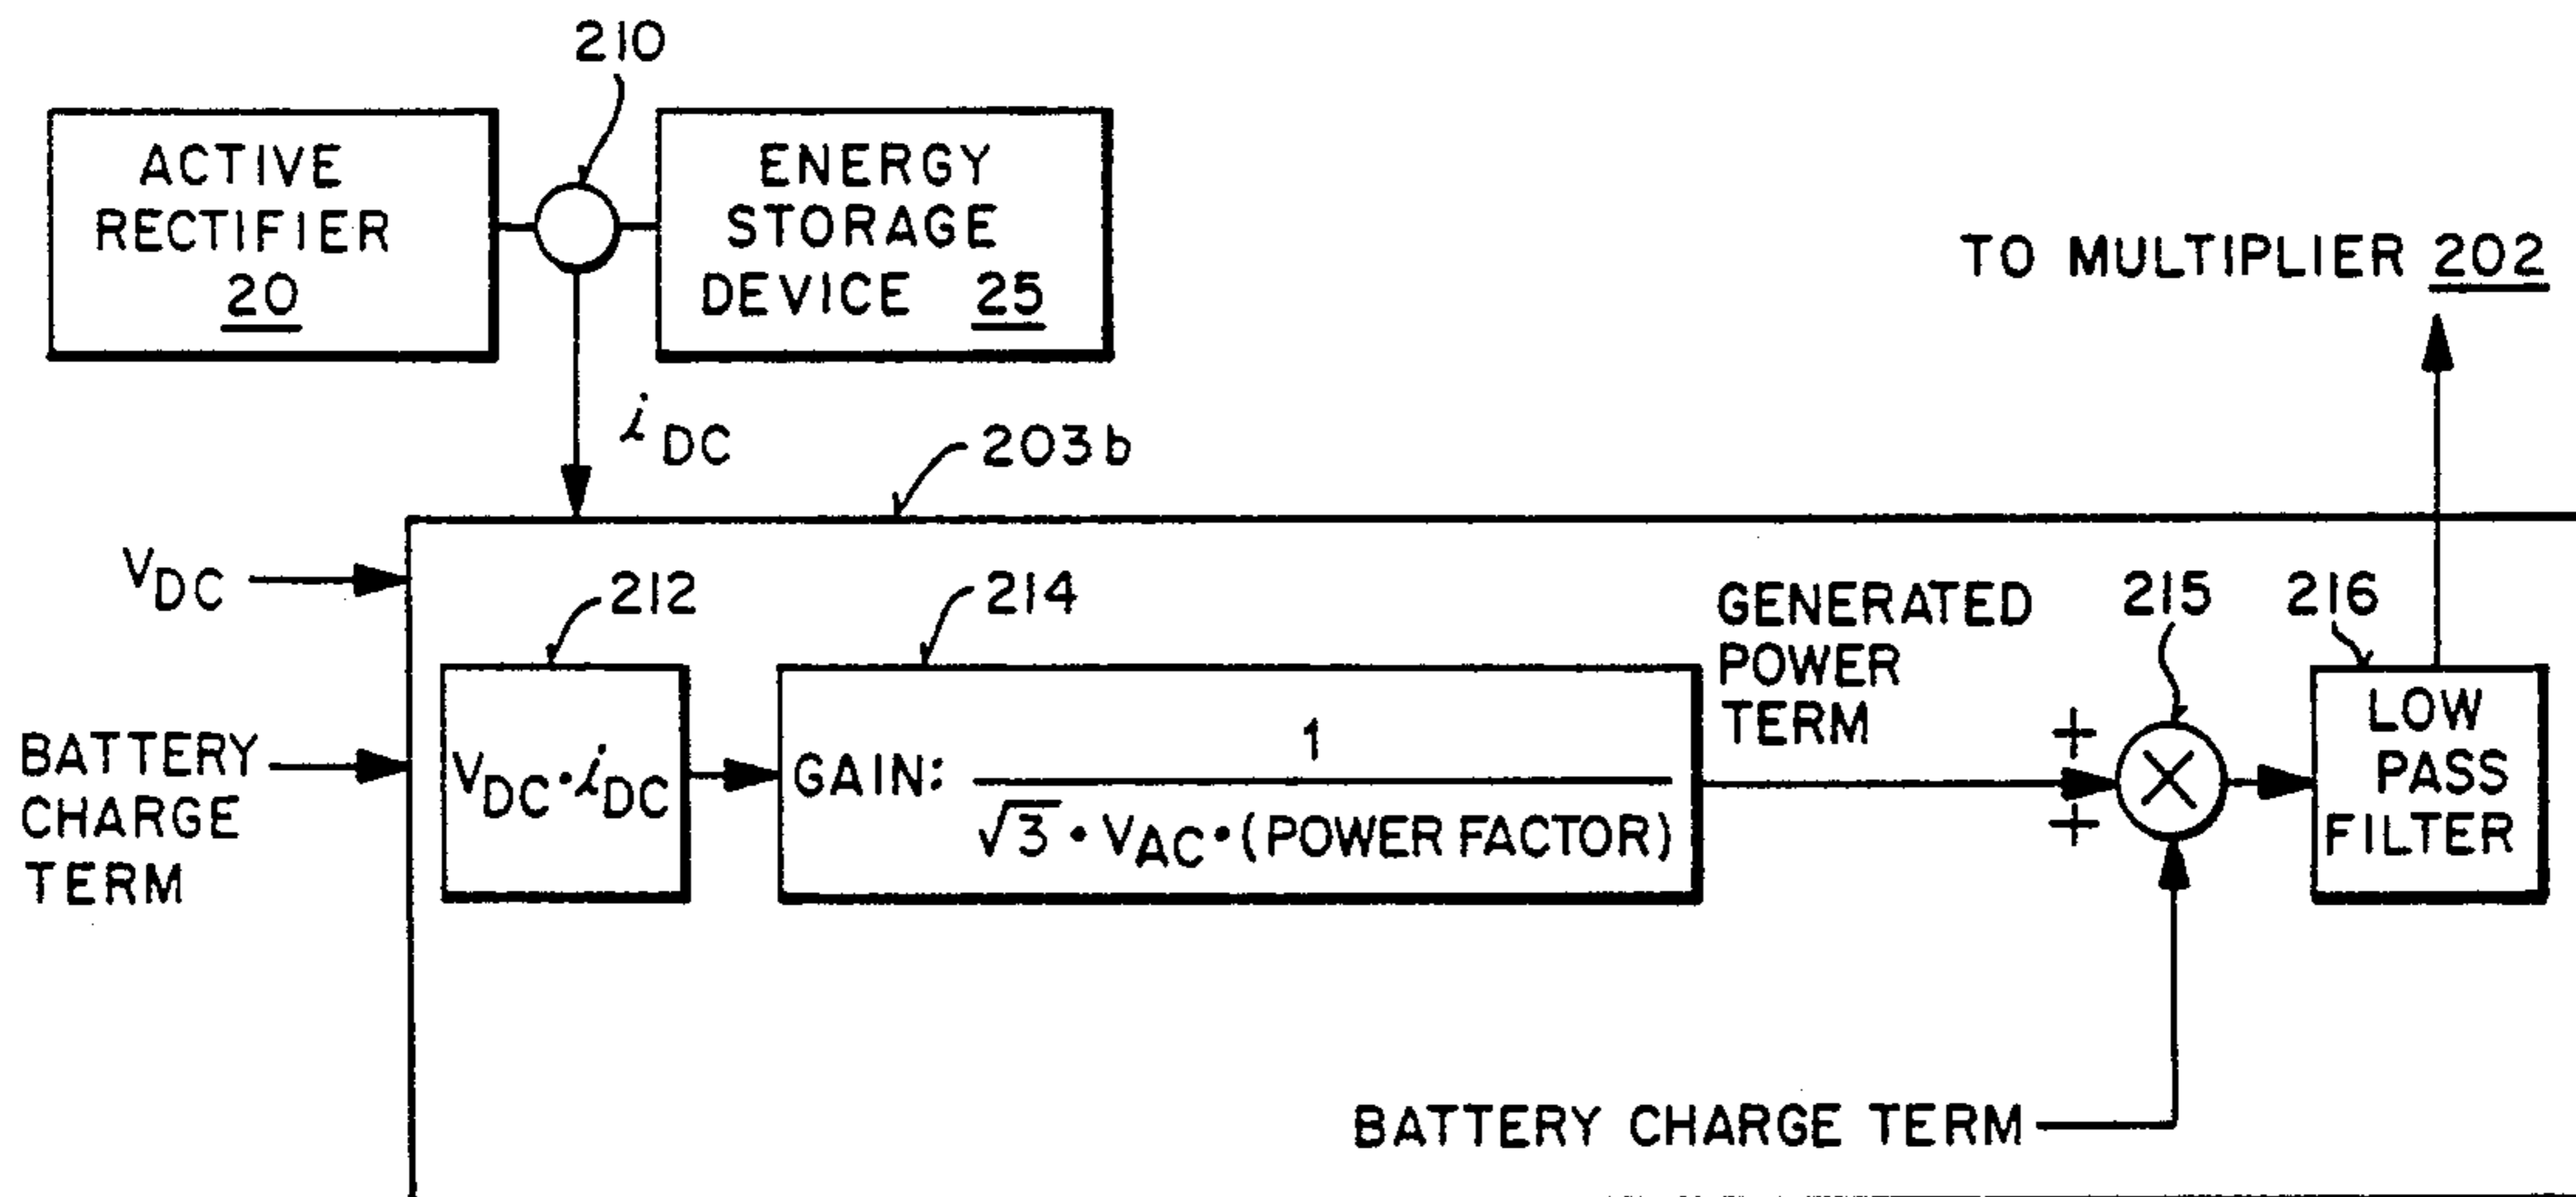 210
ACTIVE
RECTIFIER
20
ENERGY
STORAGE
DEVICE 25
TO MULTIPLIER 202
i DC
203b
VDC
212
214
GENERATED
POWER
TERM
215
216
BATTERY
CHARGE
TERM
VDC·iDC
GAIN: 1
√3 · VAC · (POWER FACTOR)
+
+
LOW
PASS
FILTER
BATTERY CHARGE TERM